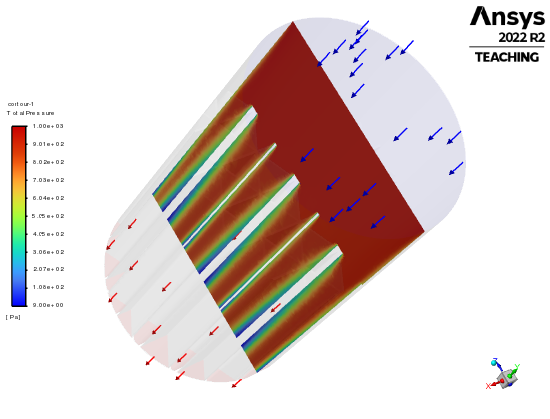 Ansys
2022 R2
TEACHING
contour-1
Total Pressure
1.00e+03
9.01e+02
8.02e+02
7.03e+02
6.04e+02
5.05e+02
4.05e+02
3.06e+02
2.07e+02
1.08e+02
9.00e+00
[ Pa]
Z
Y
X